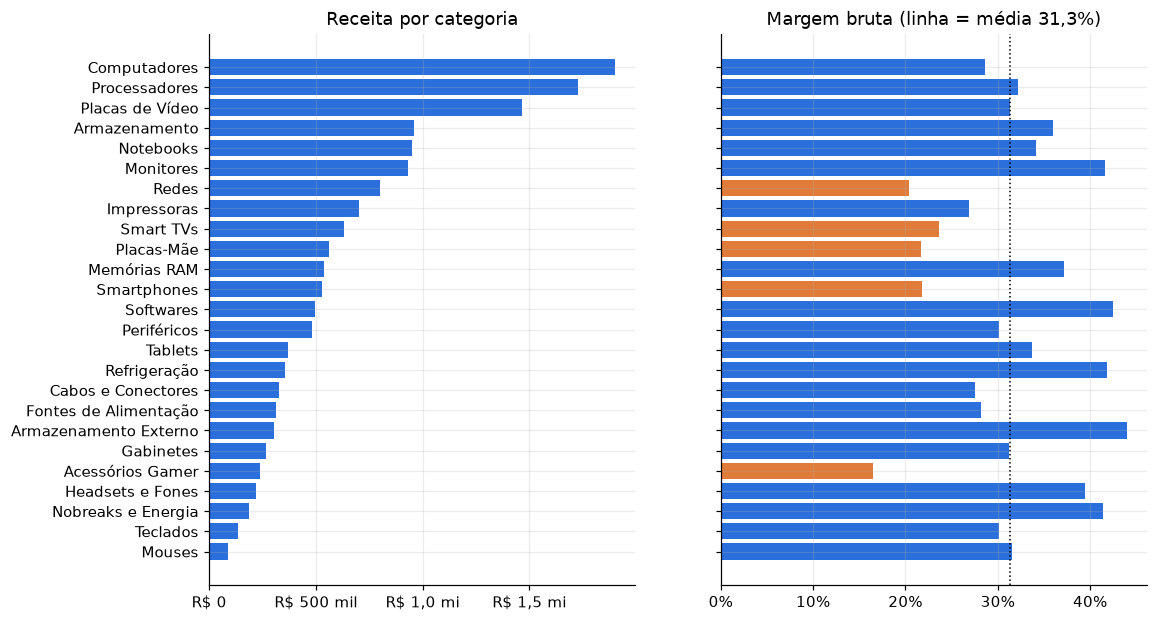 Receita por categoria
Computadores
Processadores
Placas de Vídeo
Armazenamento
Notebooks
Monitores
Redes
Impressoras
Smart TVs
Placas-Mãe
Memórias RAM
Smartphones
Softwares
Periféricos
Tablets
Refrigeração
Cabos e Conectores
Fontes de Alimentação
Armazenamento Externo
Gabinetes
Acessórios Gamer
Headsets e Fones
Nobreaks e Energia
Teclados
Mouses
R$ 0 R$ 500 mil R$ 1,0 mi R$ 1,5 mi
Margem bruta (linha = média 31,3%)
0% 10% 20% 30% 40%